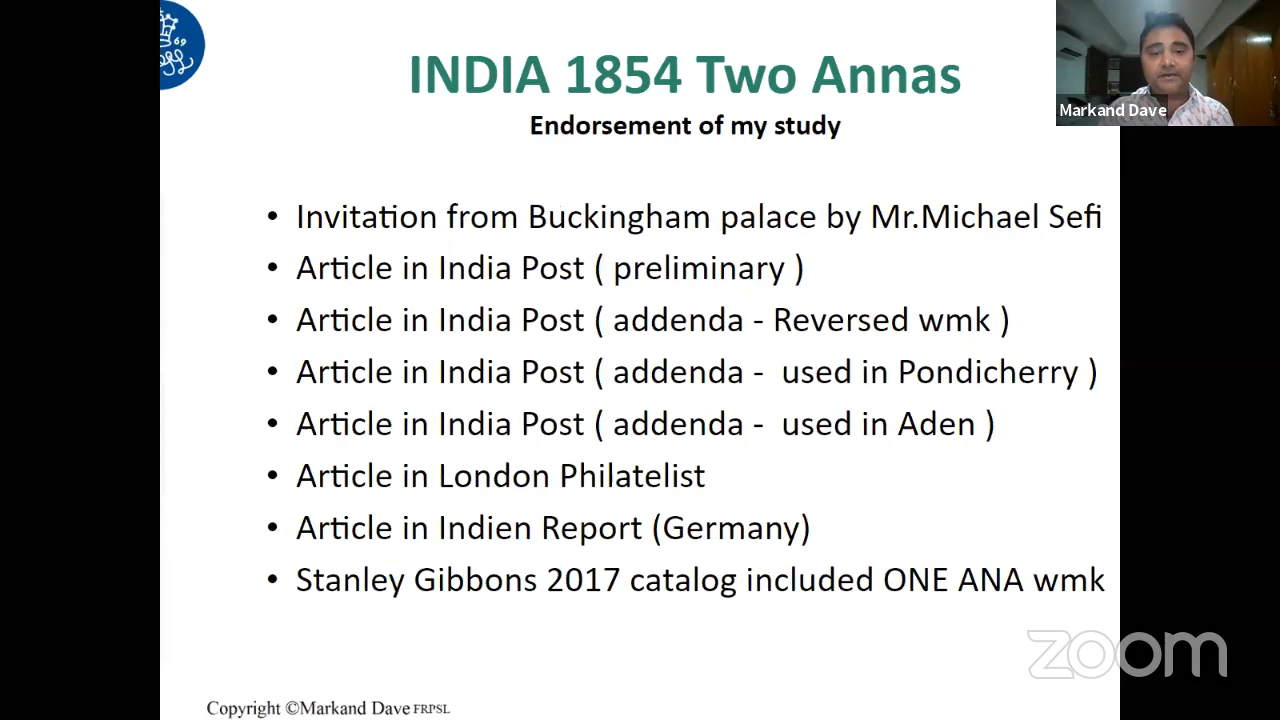 INDIA 1854 Two Annas
Endorsement of my study
Markand Dave
• Invitation from Buckingham palace by Mr.Michael Sefi
• Article in India Post ( preliminary )
• Article in India Post ( addenda - Reversed wmk )
• Article in India Post ( addenda -  used in Pondicherry )
• Article in India Post ( addenda -  used in Aden )
• Article in London Philatelist
• Article in Indien Report (Germany)
• Stanley Gibbons 2017 catalog included ONE ANA wmk
zoom
Copyright ©Markand Dave FRPSL